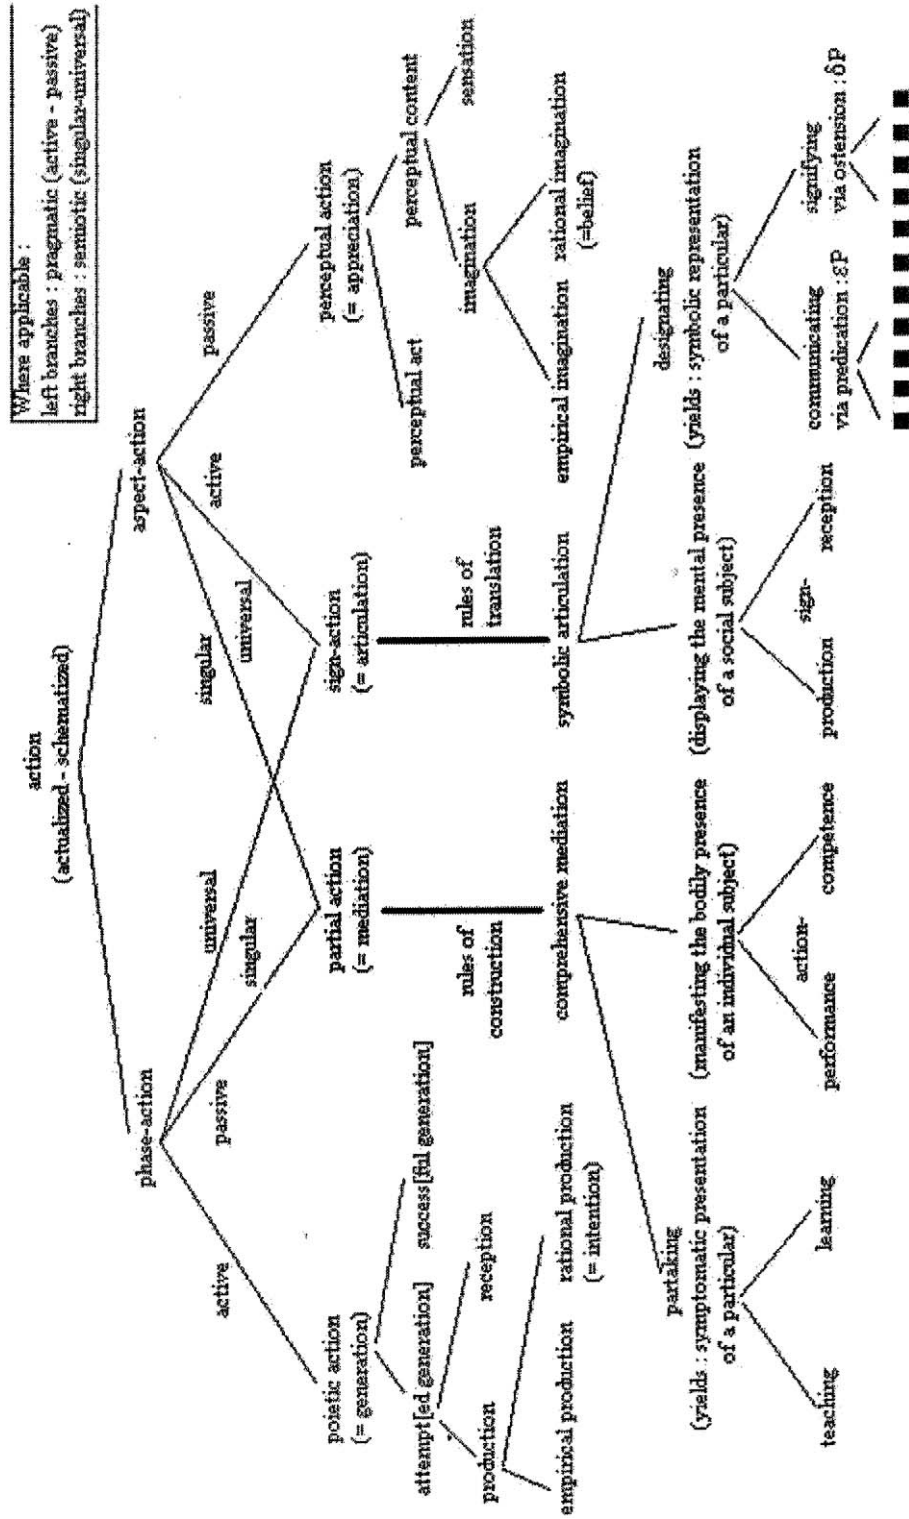 Where applicable :
left branches : pragmatic (active - passive)
right branches : semiotic (singular-universal)
action
(actualized - schematized)
phase-action
aspect-action
active
passive
singular
universal
singular
universal
active
passive
poietic action
(= generation)
partial action
(= mediation)
sign-action
(= articulation)
perceptual action
(= appreciation)
attempt[ed generation]
success[ful generation]
perceptual act
perceptual content
production
reception
rules of
construction
rules of
translation
imagination
sensation
empirical production
rational production
(= intention)
comprehensive mediation
symbolic articulation
empirical imagination
rational imagination
(=belief)
partaking
(yields : symptomatic presentation
of a particular)
(manifesting the bodily presence
of an individual subject)
(displaying the mental presence
of a social subject)
designating
(yields : symbolic representation
of a particular)
teaching
learning
performance
action-
competence
production
sign-
reception
communicating
via predication : εP
signifying
via ostension : δP